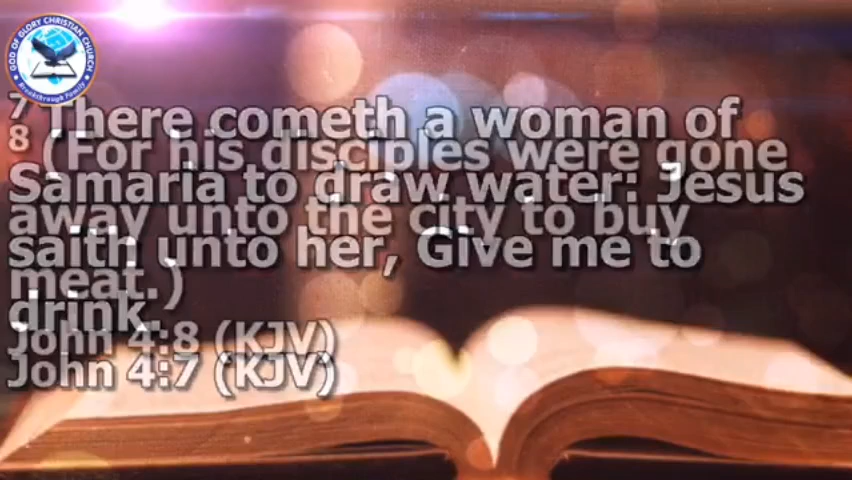 GOD OF GLORY CHRISTIAN CHURCH
Breakthrough Family
7 There cometh a woman of
8 (For his disciples were gone
Samaria to draw water: Jesus
away unto the city to buy
saith unto her, Give me to
meat.)
drink.
John 4:8 (KJV)
John 4:7 (KJV)